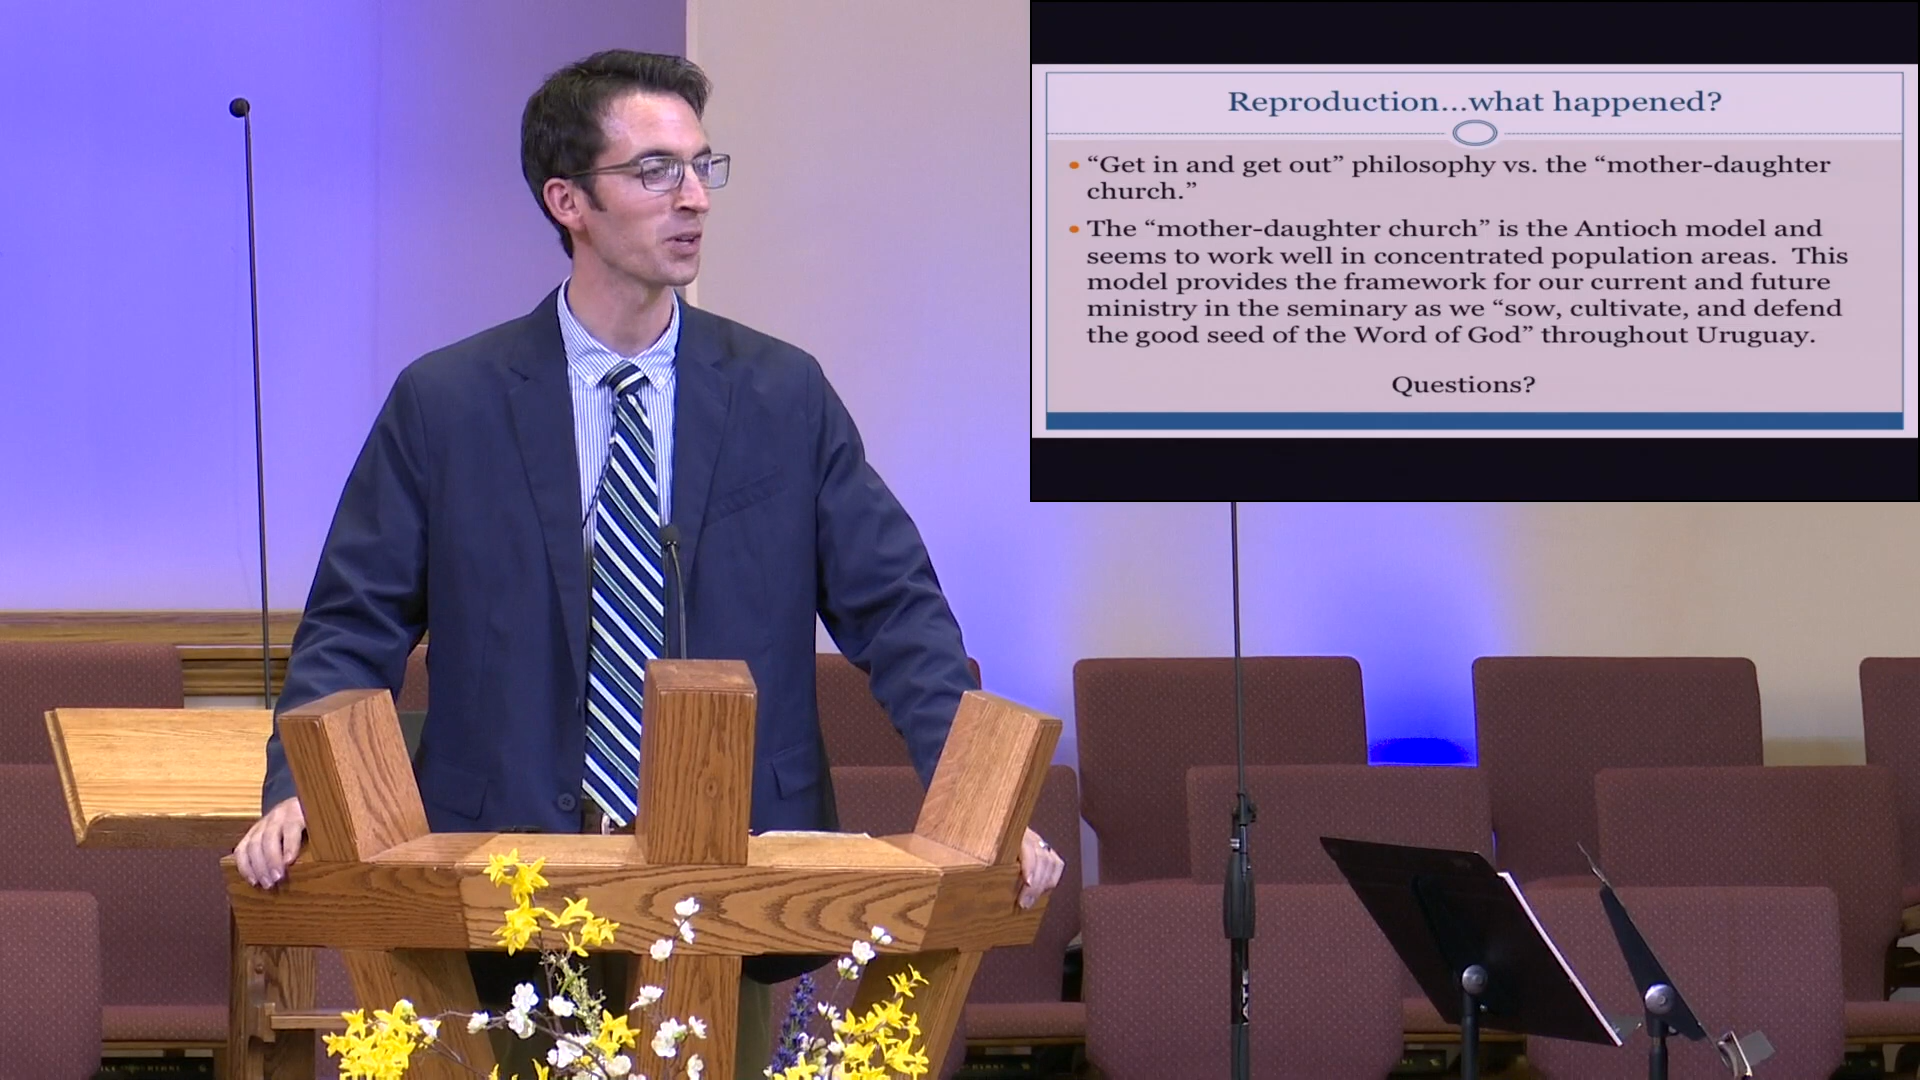 Reproduction...what happened?
• “Get in and get out” philosophy vs. the “mother-daughter
church.”
• The “mother-daughter church” is the Antioch model and
seems to work well in concentrated population areas.  This
model provides the framework for our current and future
ministry in the seminary as we “sow, cultivate, and defend
the good seed of the Word of God” throughout Uruguay.
Questions?